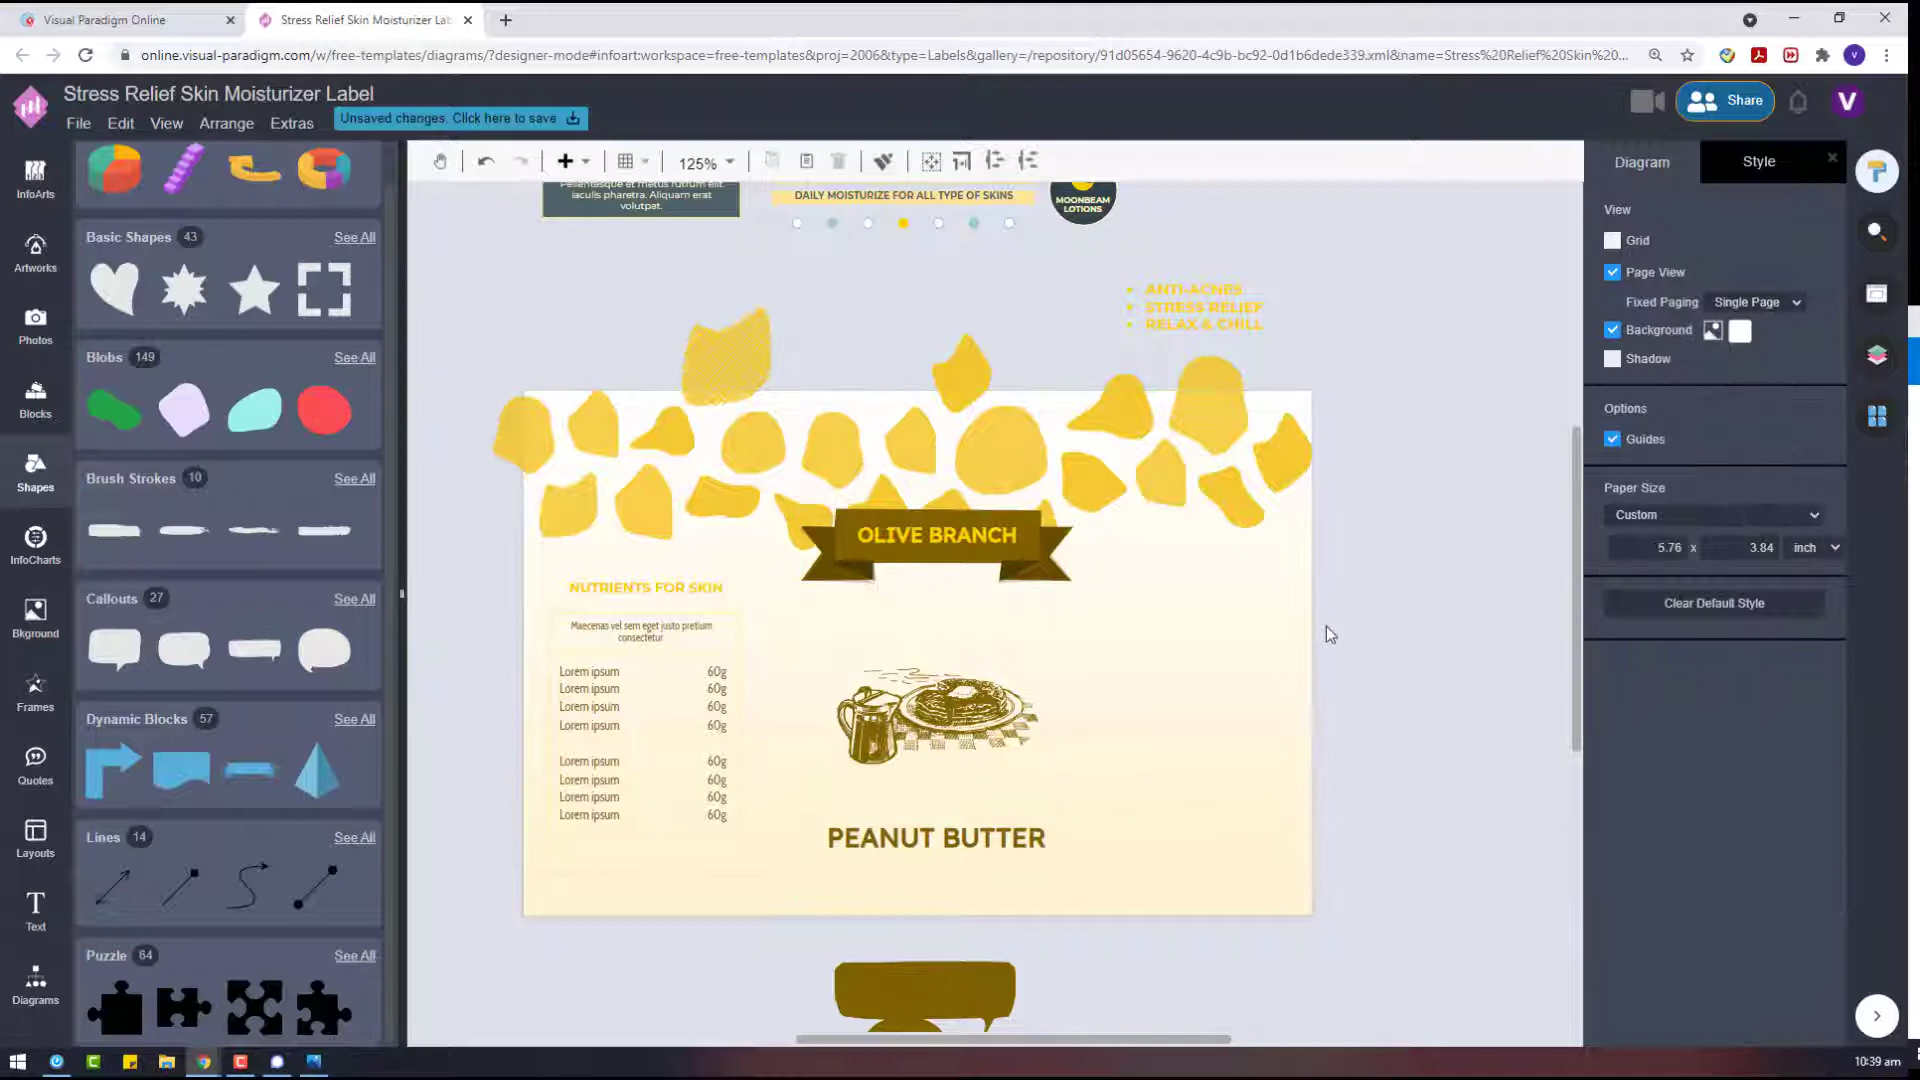 Visual Paradigm Online
Stress Relief Skin Moisturizer Lab
online.visual-paradigm.com/w/free-templates/diagrams/?designer-mode#infoart:workspace=free-templates&proj=2006&type=Labels&gallery=/repository/91d05654-9620-4c9b-bc92-0d1b6dede339.xml&name=Stress%20Relief%20Skin%20...
V
Stress Relief Skin Moisturizer Label
File Edit View Arrange Extras
Unsaved changes. Click here to save
Share
V
InfoArts
Artworks
Photos
Blocks
Shapes
InfoCharts
Bkground
Frames
Quotes
Layouts
Text
Diagrams
Basic Shapes 43 See All
Blobs 149 See All
Brush Strokes 10 See All
Callouts 27 See All
Dynamic Blocks 57 See All
Lines 14 See All
Puzzle 64 See All
125%
Pellentesque et metus rutrum elit.
iaculis pharetra. Aliquam erat
volutpat.
DAILY MOISTURIZE FOR ALL TYPE OF SKINS
MOONBEAM
LOTIONS
ANTI-ACNES
STRESS RELIEF
RELAX & CHILL
OLIVE BRANCH
NUTRIENTS FOR SKIN
Maecenas vel sem eget justo pretium
consectetur
Lorem ipsum 60g
Lorem ipsum 60g
Lorem ipsum 60g
Lorem ipsum 60g
Lorem ipsum 60g
Lorem ipsum 60g
Lorem ipsum 60g
Lorem ipsum 60g
PEANUT BUTTER
Diagram
Style
View
Grid
Page View
Fixed Paging Single Page
Background
Shadow
Options
Guides
Paper Size
Custom
5.76 x 3.84 inch
Clear Default Style
10:39 am